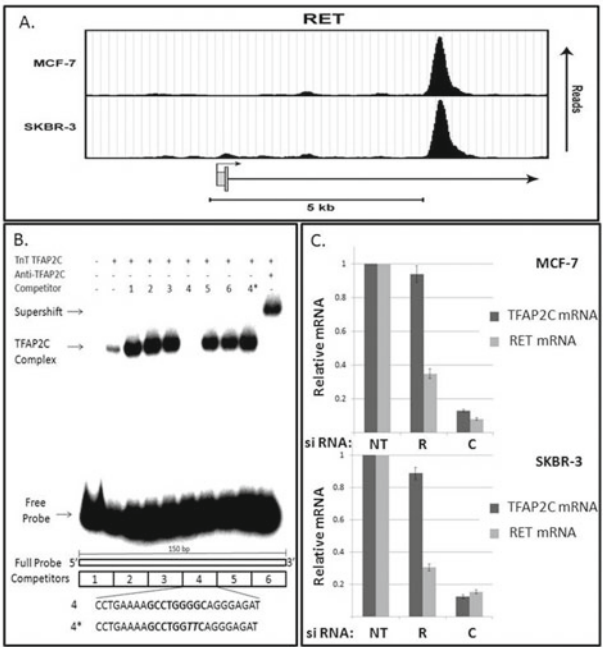 A.
RET
MCF-7
SKBR-3
Reads
5 kb
B.
TnT TFAP2C - + + + + + + + + +
Anti-TFAP2C - - - - - - - - - +
Competitor - - 1 2 3 4 5 6 4* -
Supershift
TFAP2C
Complex
Free
Probe
150 bp
Full Probe 5' 3'
Competitors 1 2 3 4 5 6
4 CCTGAAAAGCCTGGGGCAGGGAGAT
4* CCTGAAAAGCCTGGTTCAGGGAGAT
C.
MCF-7
Relative mRNA
1
0.8
0.6
0.4
0.2
TFAP2C mRNA
RET mRNA
si RNA: NT R C
SKBR-3
Relative mRNA
1
0.8
0.6
0.4
0.2
TFAP2C mRNA
RET mRNA
si RNA: NT R C